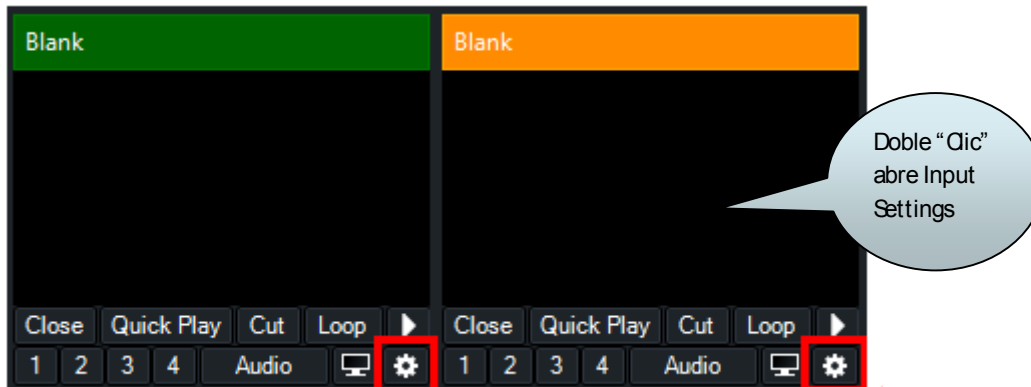 Blank
Blank
Doble “Clic”
abre Input
Settings
Close Quick Play Cut Loop
Close Quick Play Cut Loop
1 2 3 4 Audio
1 2 3 4 Audio